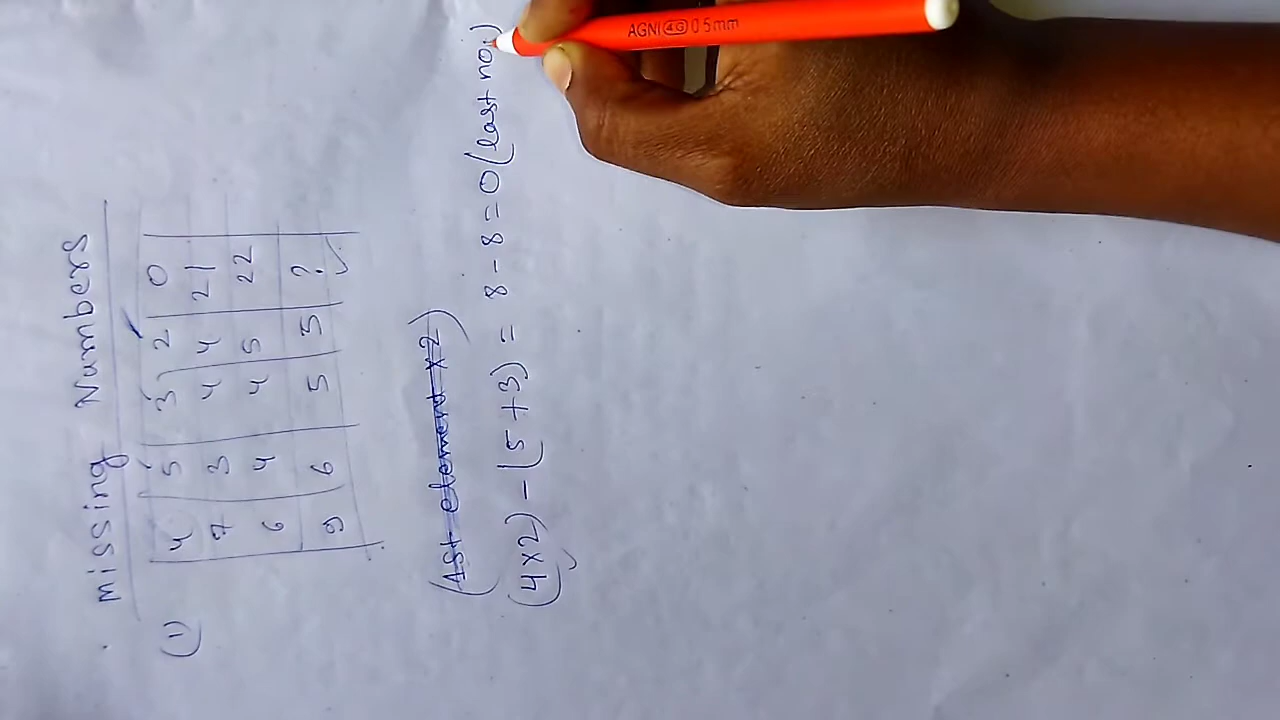 Missing Numbers
(1) 4 5 3 2 0
7 3 4 4 21
6 4 4 5 22
9 6 5 5 ?
(1st element x2)
(4x2) - (5+3) = 8-8=0 (last no.)
AGNI 4G 0.5mm